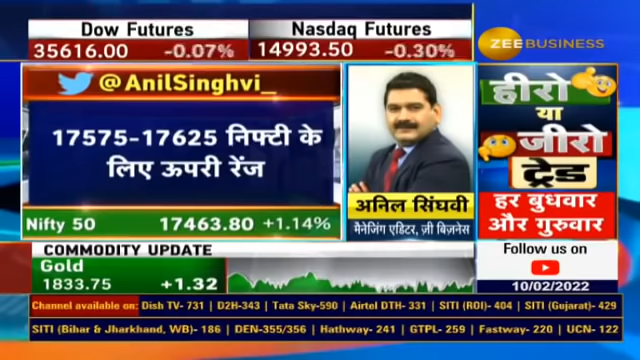 Dow Futures
35616.00 -0.07%
Nasdaq Futures
14993.50 -0.30%
ZEE BUSINESS
@AnilSinghvi_
17575-17625 निफ्टी के
लिए ऊपरी रेंज
Nifty 50 17463.80 +1.14%
अनिल सिंघवी
मैनेजिंग एडिटर, ज़ी बिज़नेस
हीरो
या
जीरो
ट्रेड
हर बुधवार
और गुरुवार
COMMODITY UPDATE
Gold
1833.75 +1.32
Follow us on
10/02/2022
Channel available on: Dish TV- 731 | D2H-343 | Tata Sky-590 | Airtel DTH- 331 | SITI (ROI)- 404 | SITI (Gujarat)- 429
SITI (Bihar & Jharkhand, WB)- 186 | DEN-355/356 | Hathway- 241 | GTPL- 259 | Fastway- 220 | UCN- 122